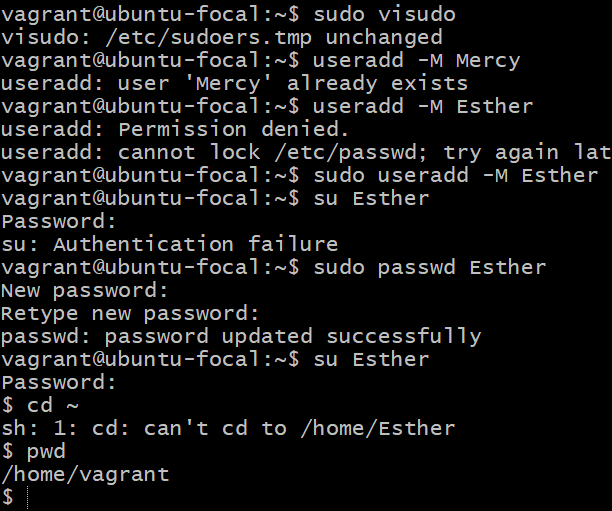 vagrant@ubuntu-focal:~$ sudo visudo
visudo: /etc/sudoers.tmp unchanged
vagrant@ubuntu-focal:~$ useradd -M Mercy
useradd: user 'Mercy' already exists
vagrant@ubuntu-focal:~$ useradd -M Esther
useradd: Permission denied.
useradd: cannot lock /etc/passwd; try again lat
vagrant@ubuntu-focal:~$ sudo useradd -M Esther
vagrant@ubuntu-focal:~$ su Esther
Password:
su: Authentication failure
vagrant@ubuntu-focal:~$ sudo passwd Esther
New password:
Retype new password:
passwd: password updated successfully
vagrant@ubuntu-focal:~$ su Esther
Password:
$ cd ~
sh: 1: cd: can't cd to /home/Esther
$ pwd
/home/vagrant
$